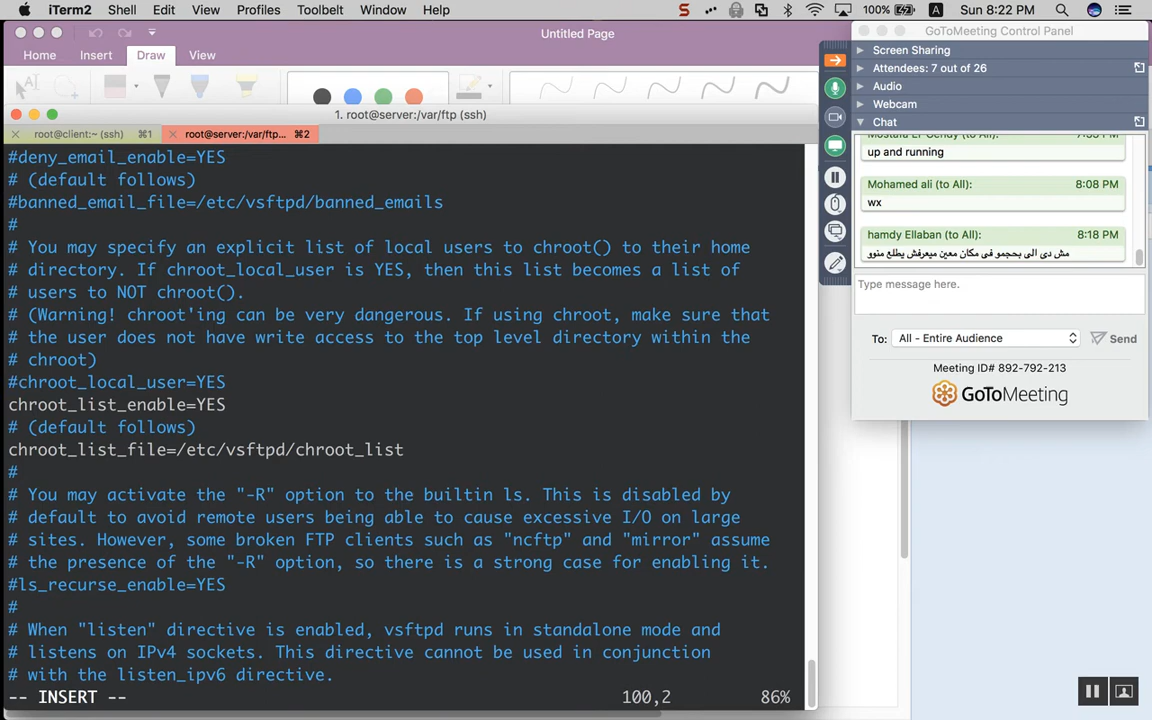 iTerm2 Shell Edit View Profiles Toolbelt Window Help 100% A Sun 8:22 PM
Untitled Page
Home Insert Draw View
1. root@server:/var/ftp (ssh)
root@client:~ (ssh) ⌘1 root@server:/var/ftp... ⌘2
#deny_email_enable=YES
# (default follows)
#banned_email_file=/etc/vsftpd/banned_emails
#
# You may specify an explicit list of local users to chroot() to their home
# directory. If chroot_local_user is YES, then this list becomes a list of
# users to NOT chroot().
# (Warning! chroot'ing can be very dangerous. If using chroot, make sure that
# the user does not have write access to the top level directory within the
# chroot)
#chroot_local_user=YES
chroot_list_enable=YES
# (default follows)
chroot_list_file=/etc/vsftpd/chroot_list
#
# You may activate the "-R" option to the builtin ls. This is disabled by
# default to avoid remote users being able to cause excessive I/O on large
# sites. However, some broken FTP clients such as "ncftp" and "mirror" assume
# the presence of the "-R" option, so there is a strong case for enabling it.
#ls_recurse_enable=YES
#
# When "listen" directive is enabled, vsftpd runs in standalone mode and
# listens on IPv4 sockets. This directive cannot be used in conjunction
# with the listen_ipv6 directive.
-- INSERT -- 100,2 86%
GoToMeeting Control Panel
Screen Sharing
Attendees: 7 out of 26
Audio
Webcam
Chat
up and running
Mohamed ali (to All): 8:08 PM
wx
hamdy Ellaban (to All): 8:18 PM
مش دى الى بحجمو فى مكان معين ميعرفش يطلع منوو
Type message here.
To: All - Entire Audience Send
Meeting ID# 892-792-213
GoToMeeting